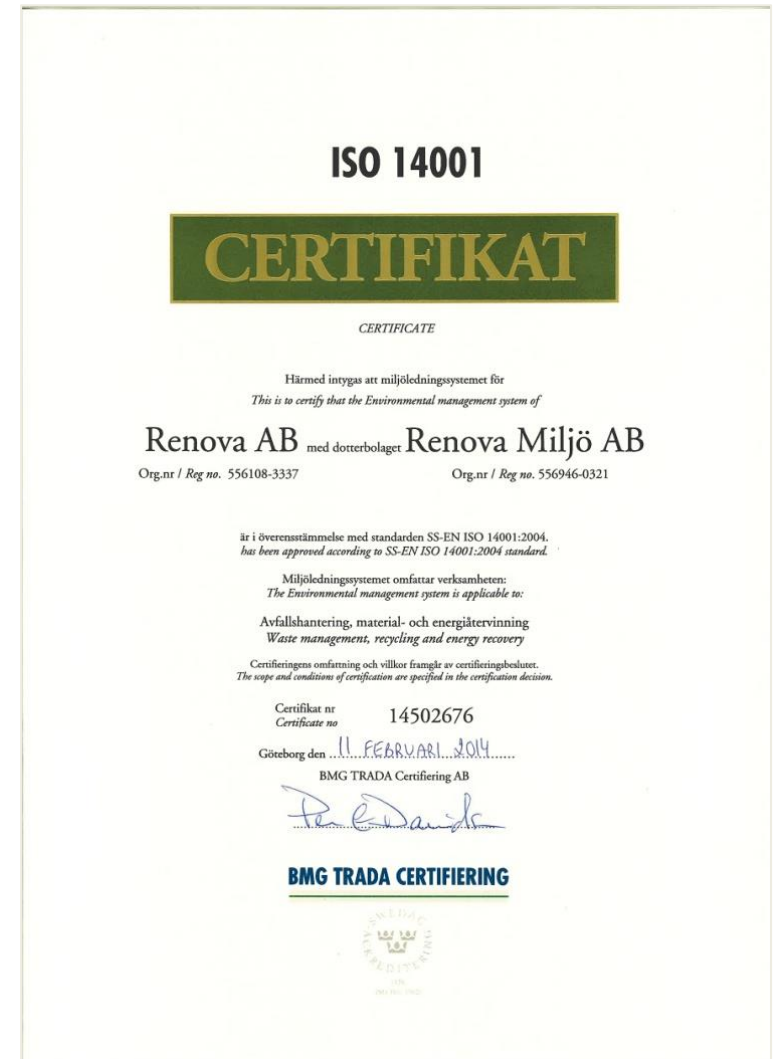 ISO 14001
CERTIFIKAT
CERTIFICATE
Härmed intygas att miljöledningssystemet för
This is to certify that the Environmental management system of
Renova AB med dotterbolaget Renova Miljö AB
Org.nr / Reg no. 556108-3337 Org.nr / Reg no. 556946-0321
är i överensstämmelse med standarden SS-EN ISO 14001:2004.
has been approved according to SS-EN ISO 14001:2004 standard.
Miljöledningssystemet omfattar verksamheten:
The Environmental management system is applicable to:
Avfallshantering, material- och energiåtervinning
Waste management, recycling and energy recovery
Certifieringens omfattning och villkor framgår av certifieringsbeslutet.
The scope and conditions of certification are specified in the certification decision.
Certifikat nr
Certificate no 14502676
Göteborg den 11 FEBRUARI 2014
BMG TRADA Certifiering AB
BMG TRADA CERTIFIERING
SWEDAC
ACKREDITERING